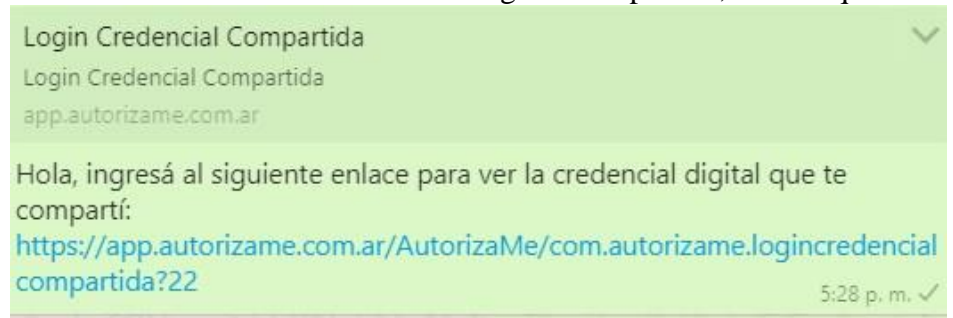 Login Credencial Compartida
Login Credencial Compartida
app.autorizame.com.ar
Hola, ingresá al siguiente enlace para ver la credencial digital que te
compartí:
https://app.autorizame.com.ar/AutorizaMe/com.autorizame.logincredencial
compartida?22
5:28 p. m.